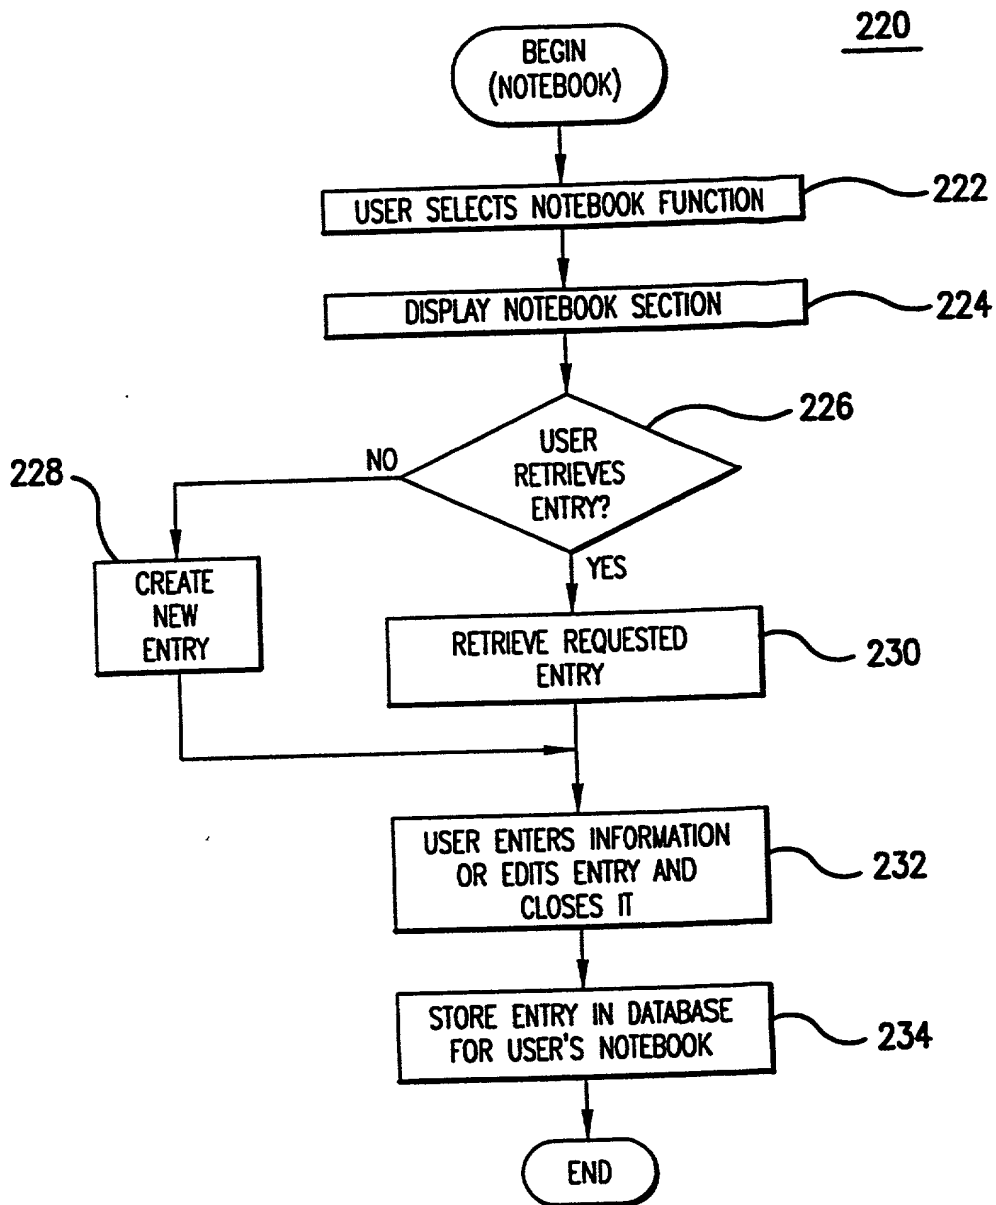 220
BEGIN
(NOTEBOOK)
USER SELECTS NOTEBOOK FUNCTION
222
DISPLAY NOTEBOOK SECTION
224
226
USER
RETRIEVES
ENTRY?
NO
228
YES
CREATE
NEW
ENTRY
RETRIEVE REQUESTED
ENTRY
230
USER ENTERS INFORMATION
OR EDITS ENTRY AND
CLOSES IT
232
STORE ENTRY IN DATABASE
FOR USER'S NOTEBOOK
234
END